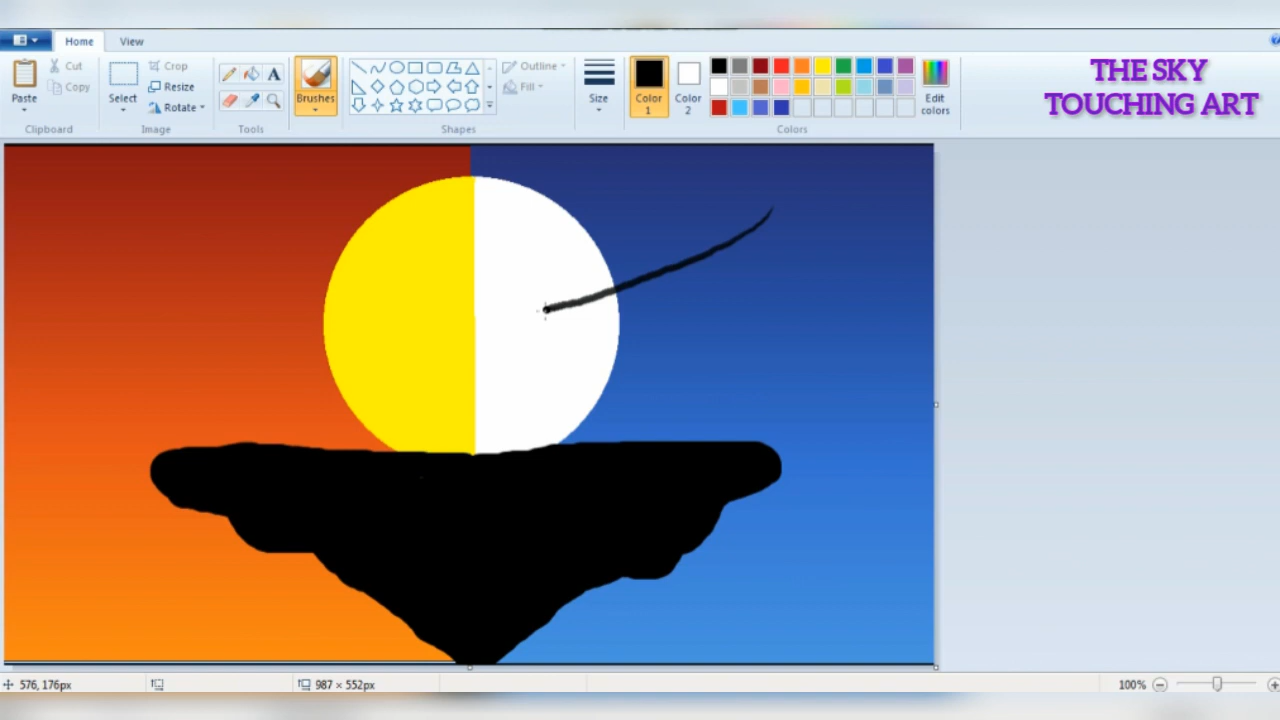 Home View
THE SKY
TOUCHING ART
Paste
Cut
Copy
Clipboard
Select
Crop
Resize
Rotate
Image
Tools
Brushes
Outline
Fill
Shapes
Size
Color
1
Color
2
Edit
colors
Colors
576, 176px
987 × 552px
100%